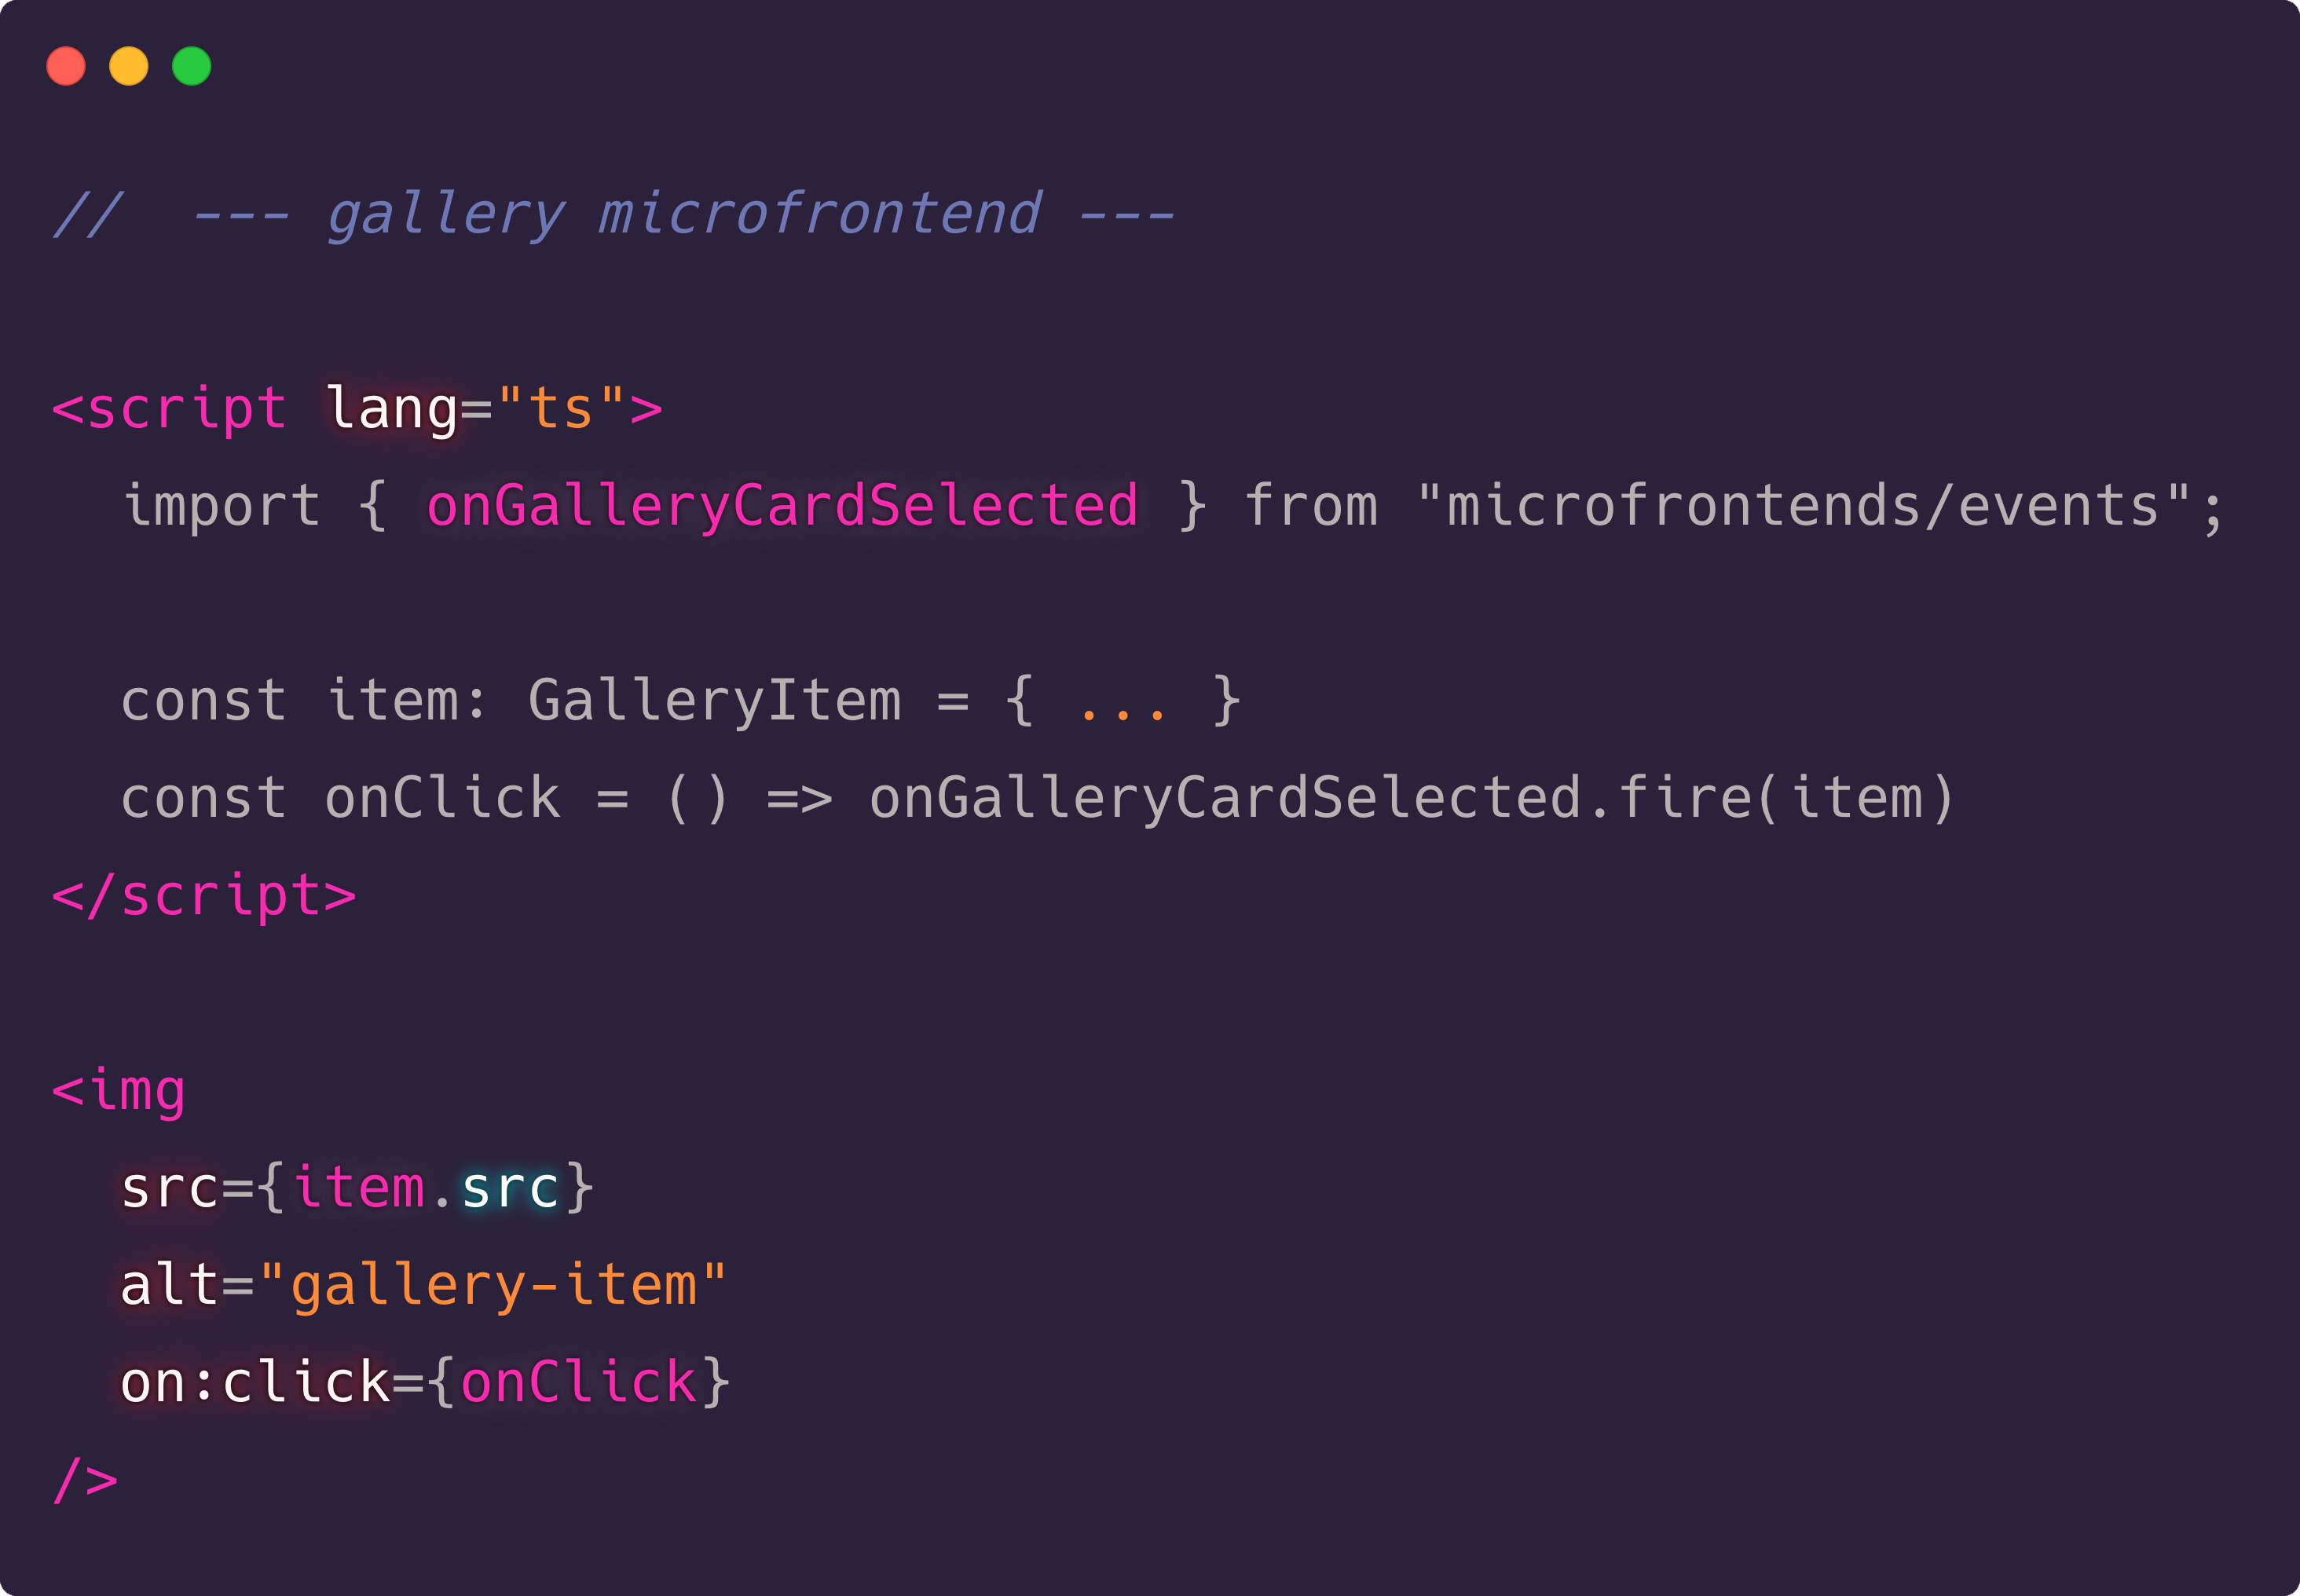 //  --- gallery microfrontend ---
<script lang="ts">
  import { onGalleryCardSelected } from "microfrontends/events";
  const item: GalleryItem = { ... }
  const onClick = () => onGalleryCardSelected.fire(item)
</script>
<img
  src={item.src}
  alt="gallery-item"
  on:click={onClick}
/>